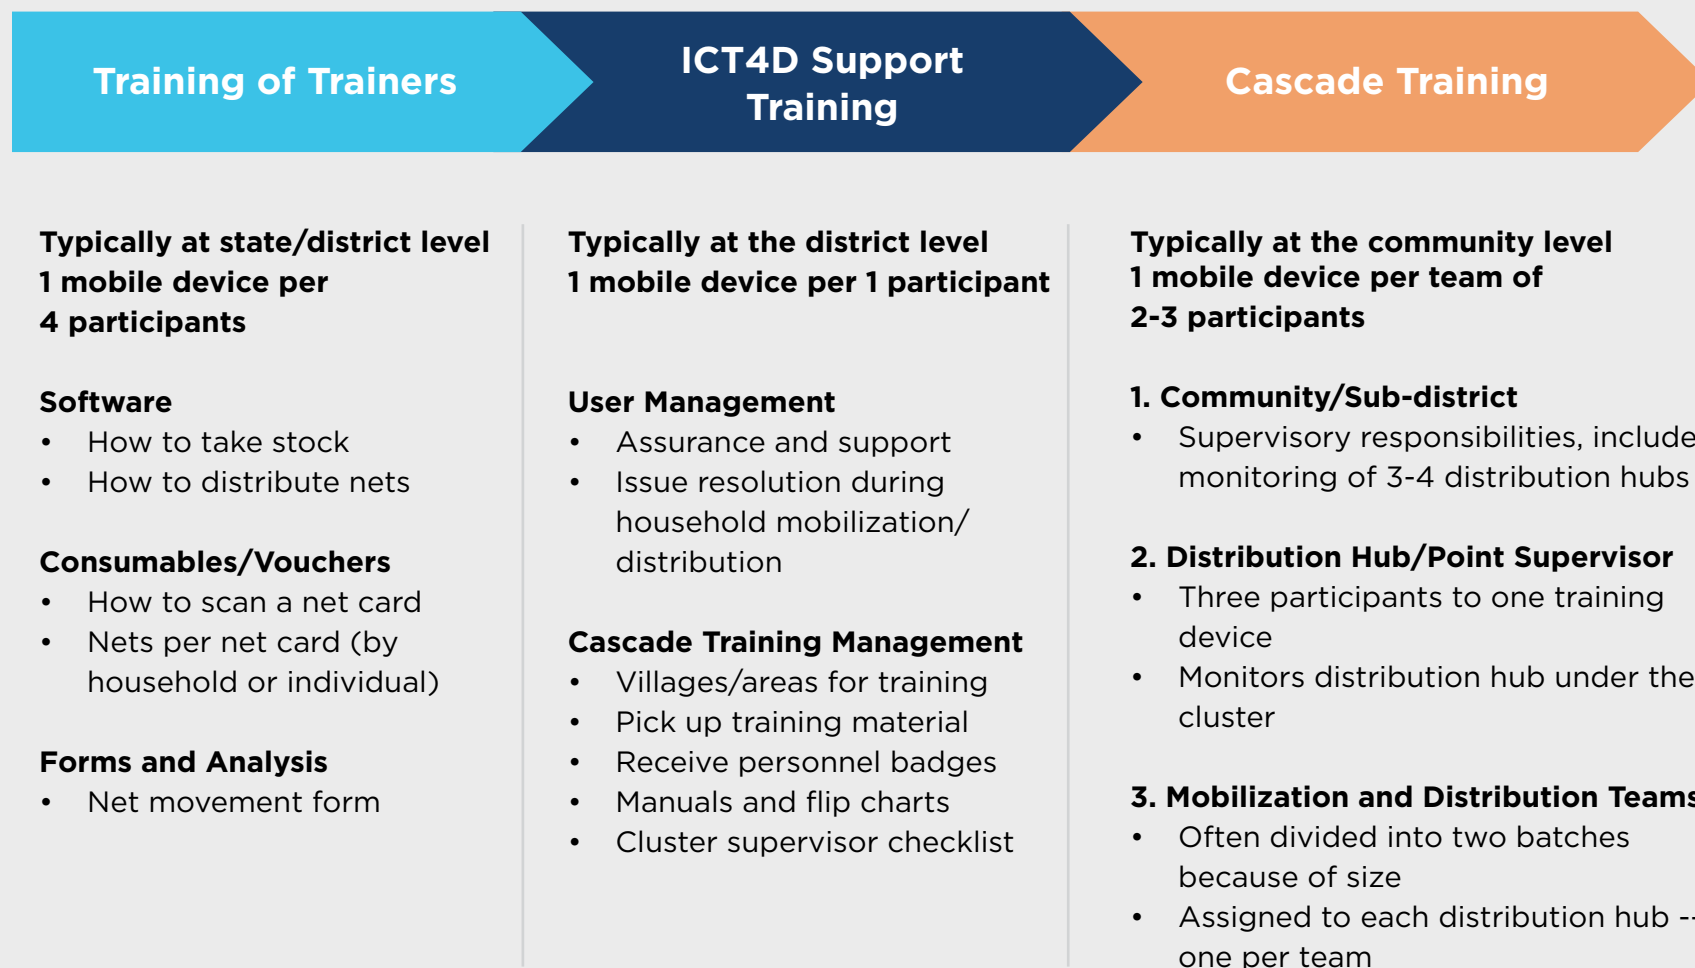 Training of Trainers
ICT4D Support
Training
Cascade Training
Typically at state/district level
1 mobile device per
4 participants
Software
• How to take stock
• How to distribute nets
Consumables/Vouchers
• How to scan a net card
• Nets per net card (by
household or individual)
Forms and Analysis
• Net movement form
Typically at the district level
1 mobile device per 1 participant
User Management
• Assurance and support
• Issue resolution during
household mobilization/
distribution
Cascade Training Management
• Villages/areas for training
• Pick up training material
• Receive personnel badges
• Manuals and flip charts
• Cluster supervisor checklist
Typically at the community level
1 mobile device per team of
2-3 participants
1. Community/Sub-district
• Supervisory responsibilities, include
monitoring of 3-4 distribution hubs
2. Distribution Hub/Point Supervisor
• Three participants to one training
device
• Monitors distribution hub under the
cluster
3. Mobilization and Distribution Teams
• Often divided into two batches
because of size
• Assigned to each distribution hub --
one per team